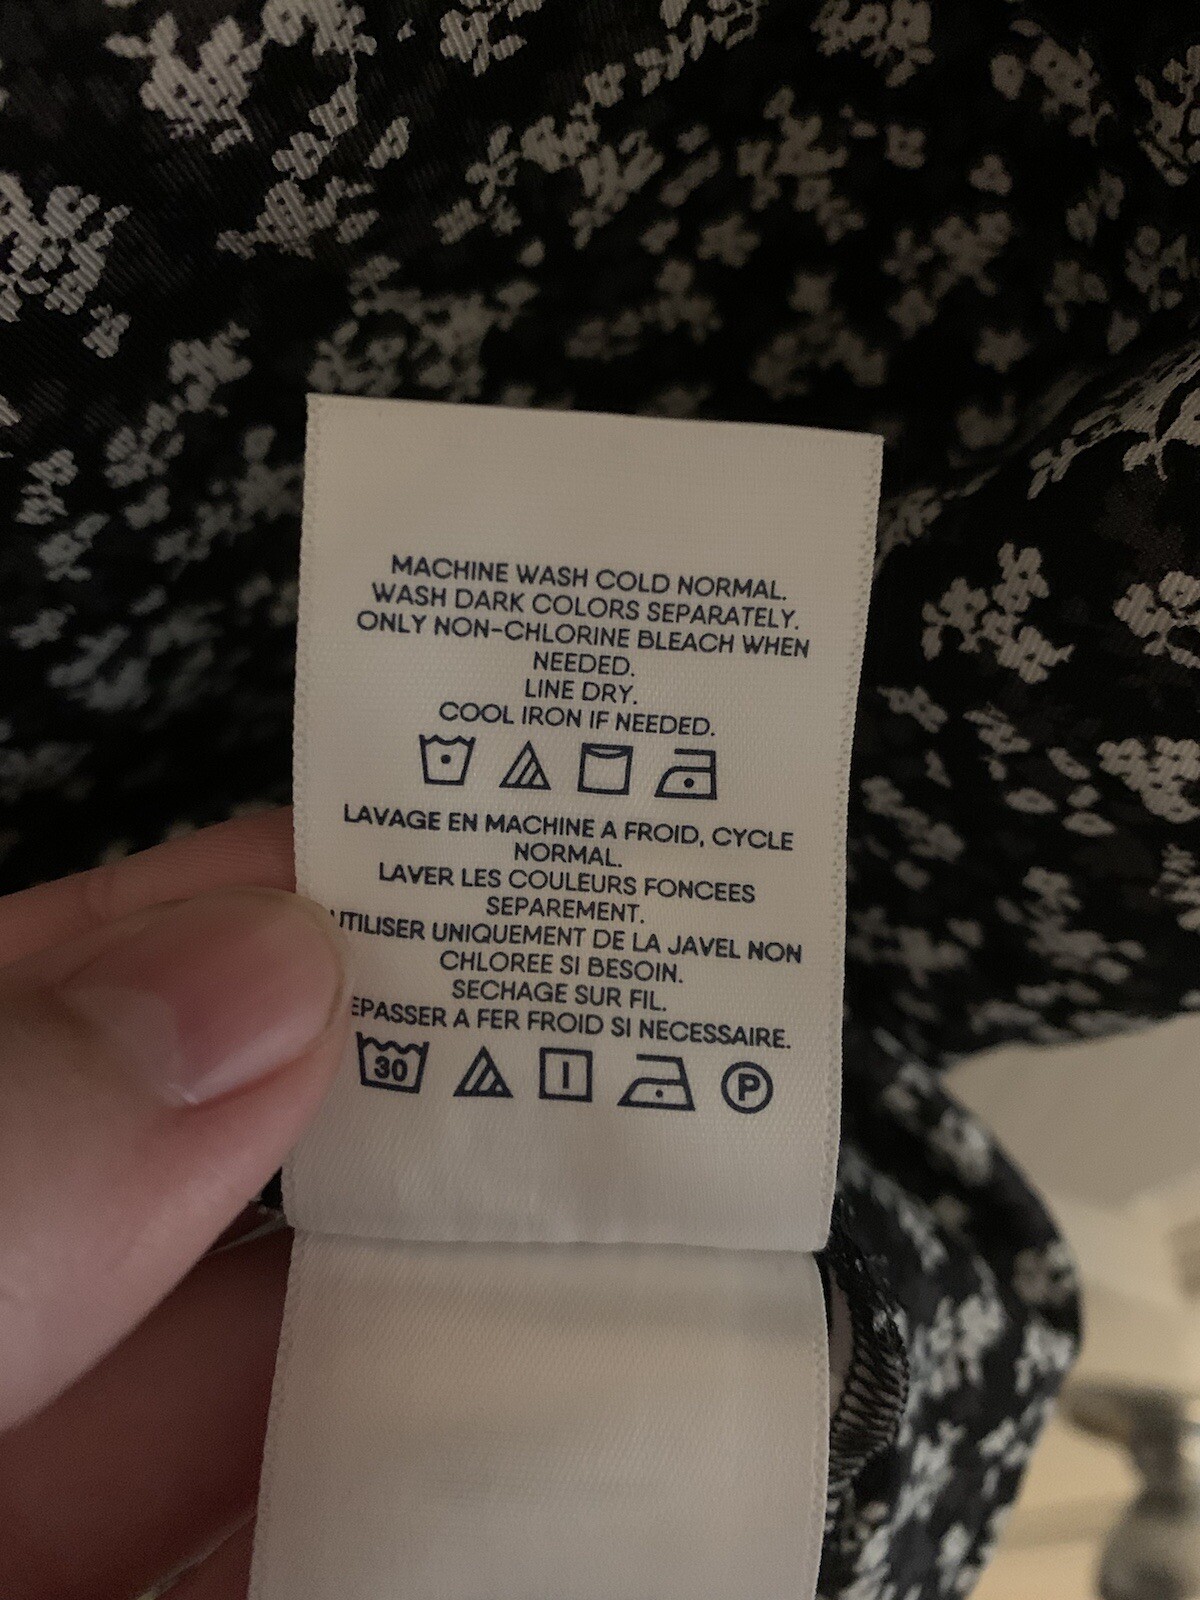 MACHINE WASH COLD NORMAL.
WASH DARK COLORS SEPARATELY.
ONLY NON-CHLORINE BLEACH WHEN
NEEDED.
LINE DRY.
COOL IRON IF NEEDED.
LAVAGE EN MACHINE A FROID, CYCLE
NORMAL.
LAVER LES COULEURS FONCEES
SEPAREMENT.
UTILISER UNIQUEMENT DE LA JAVEL NON
CHLOREE SI BESOIN.
SECHAGE SUR FIL.
EPASSER A FER FROID SI NECESSAIRE.
30 P